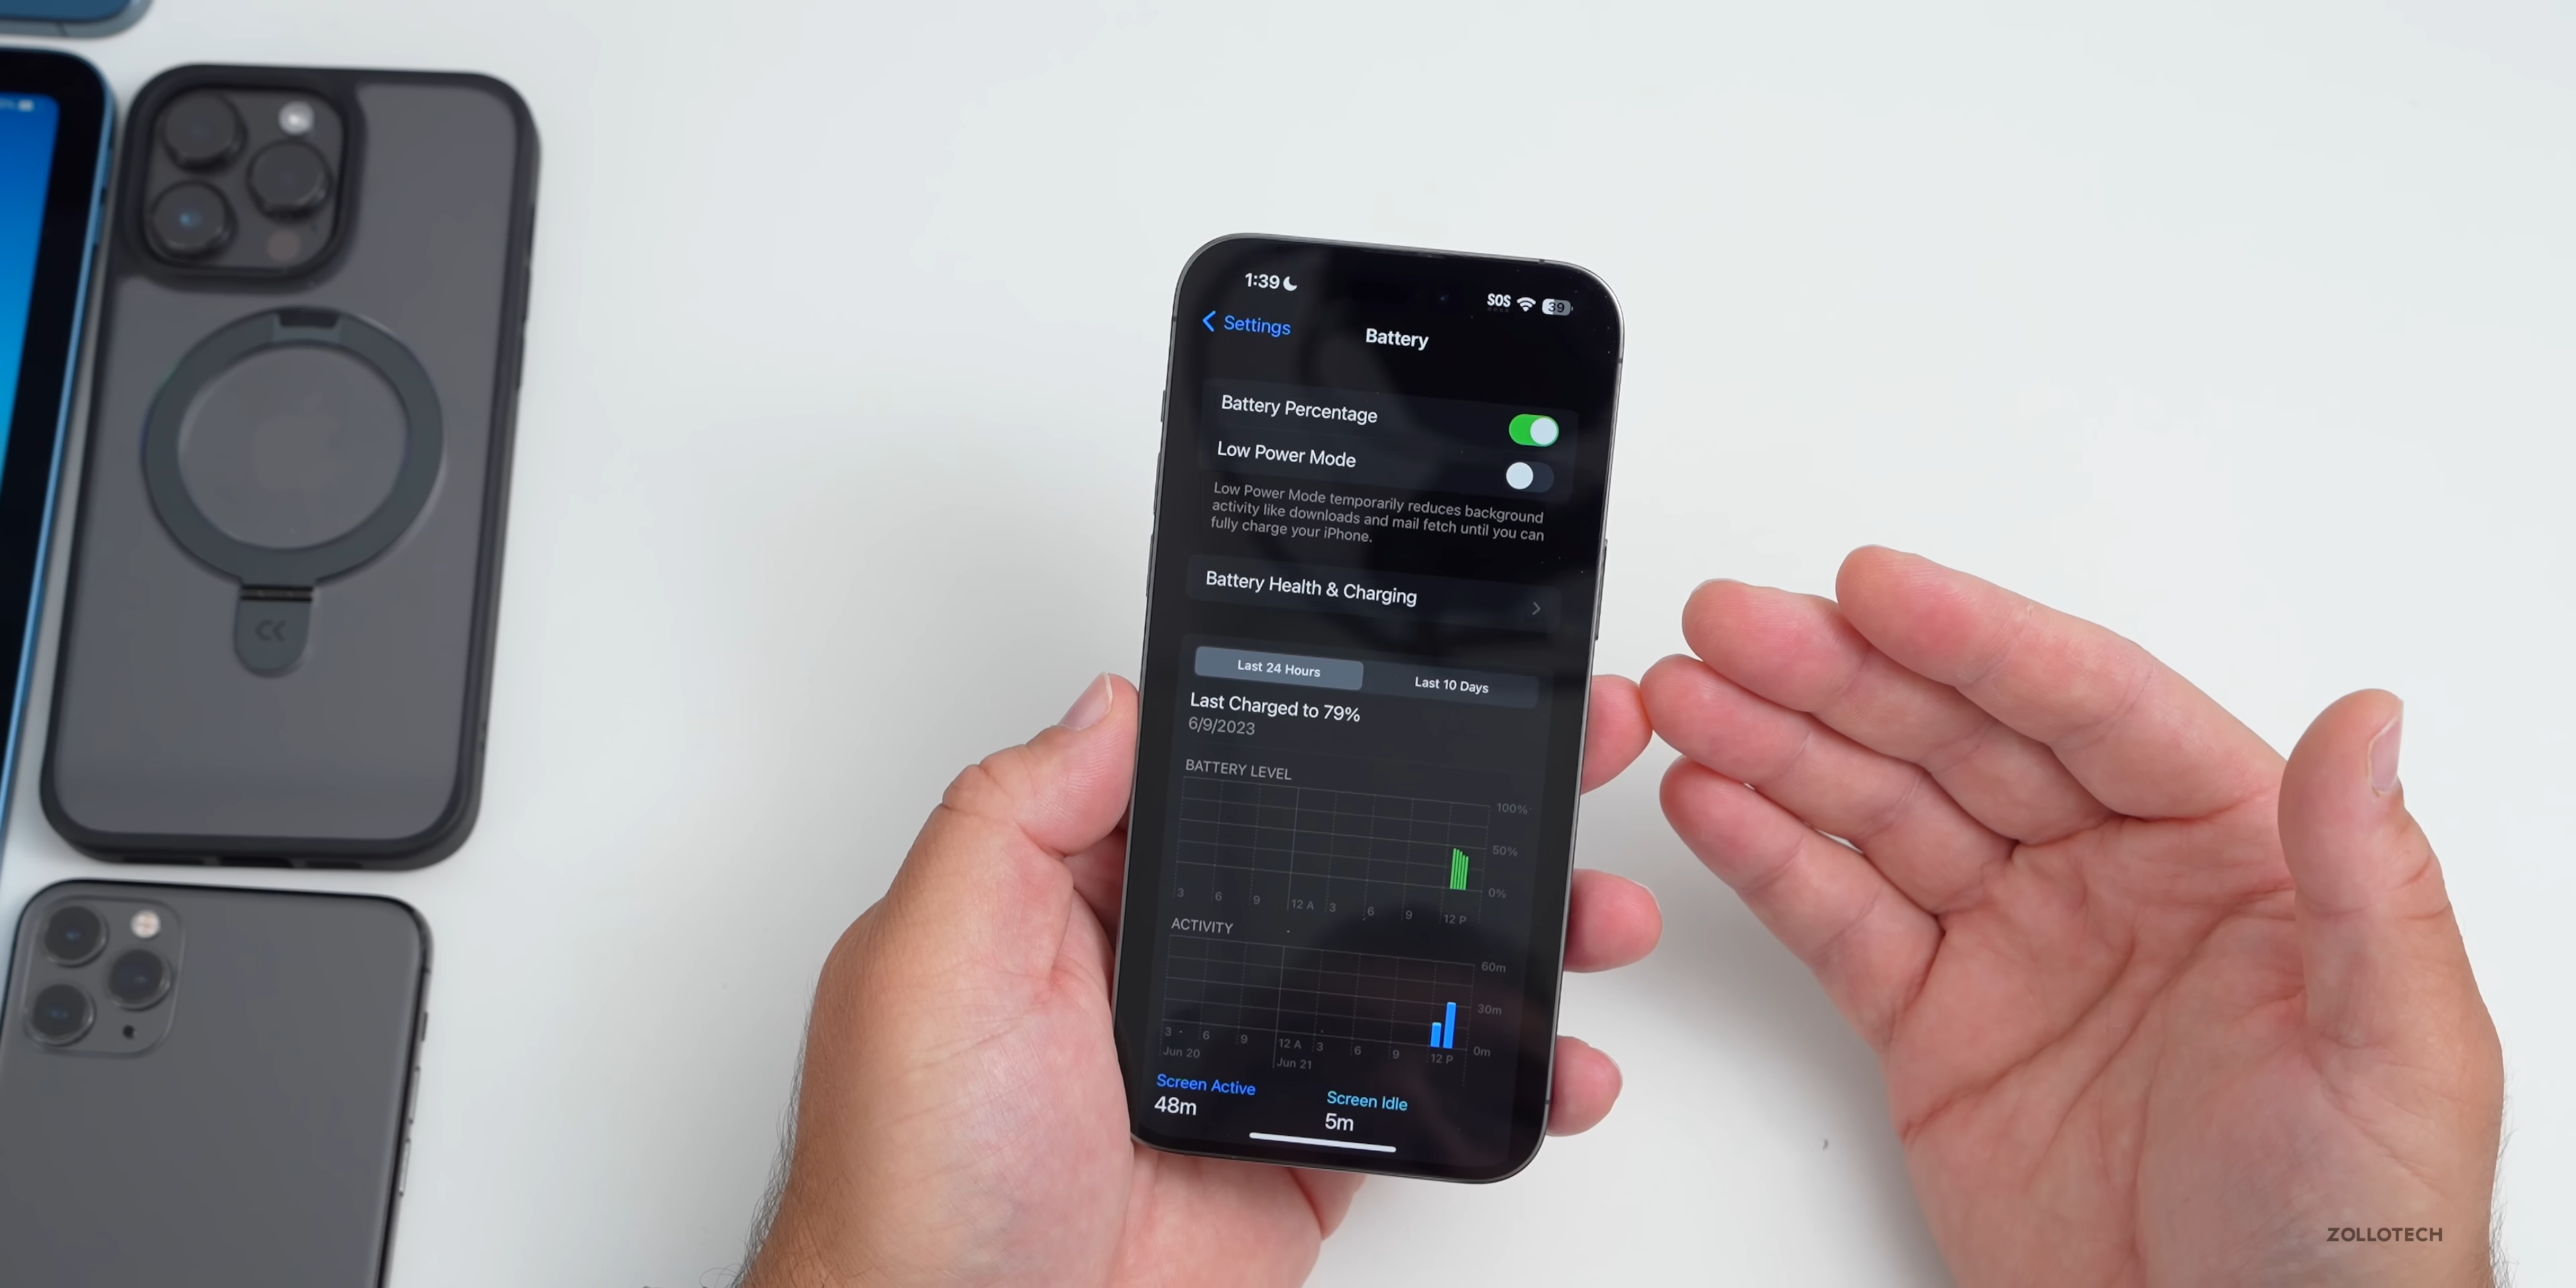 1:39
SOS
39
Settings
Battery
Battery Percentage
Low Power Mode
Low Power Mode temporarily reduces background
activity like downloads and mail fetch until you can
fully charge your iPhone.
Battery Health & Charging
Last 24 Hours
Last 10 Days
Last Charged to 79%
6/9/2023
BATTERY LEVEL
100%
50%
0%
3 6 9 12 A 3 6 9 12 P
ACTIVITY
60m
30m
0m
3 6 9 12 A 3 6 9 12 P
Jun 20 Jun 21
Screen Active
48m
Screen Idle
5m
ZOLLOTECH